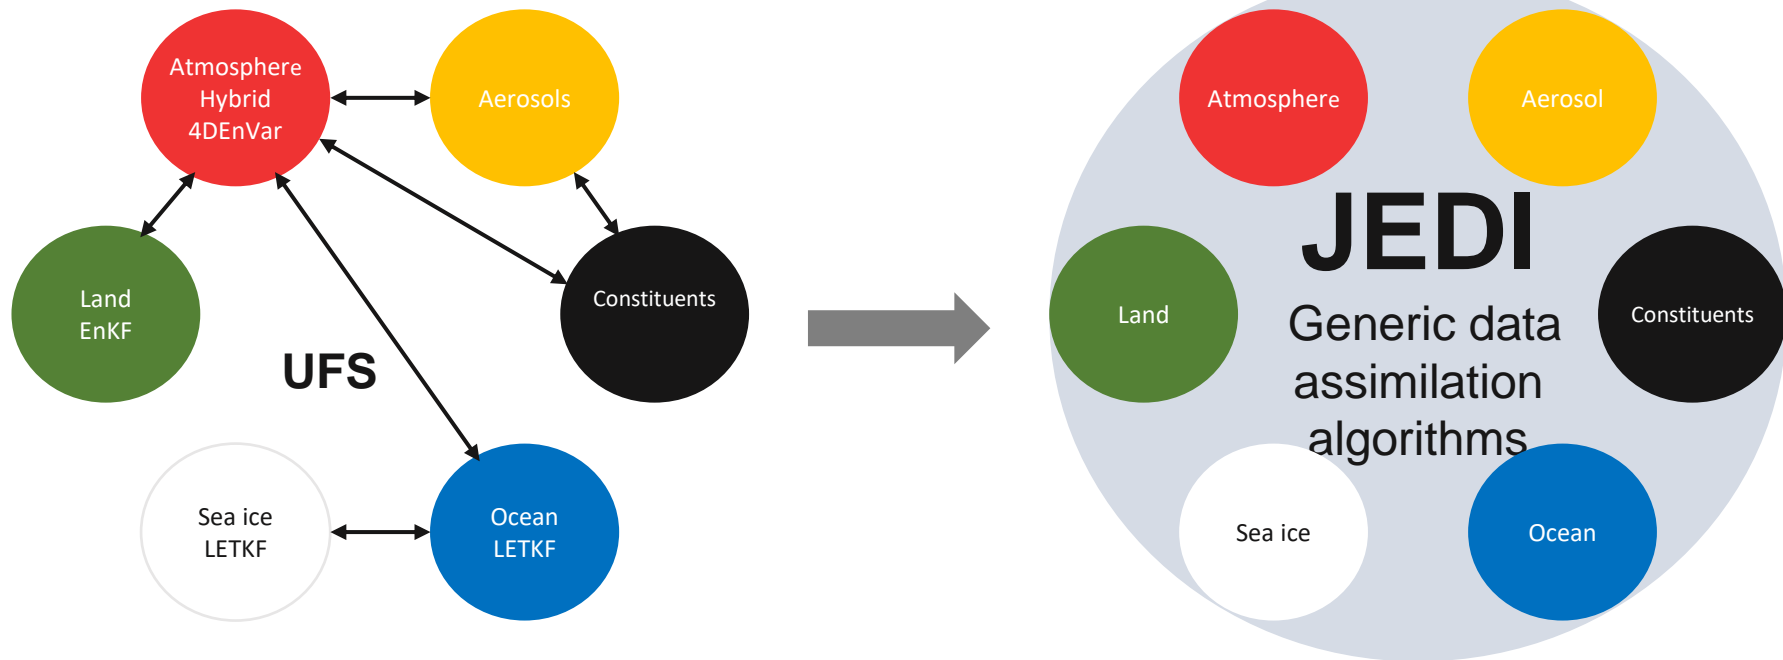 Atmosphere
Hybrid
4DEnVar
Aerosols
Land
EnKF
Constituents
UFS
Sea ice
LETKF
Ocean
LETKF
Atmosphere
Aerosol
JEDI
Generic data
assimilation
algorithms
Land
Constituents
Sea ice
Ocean